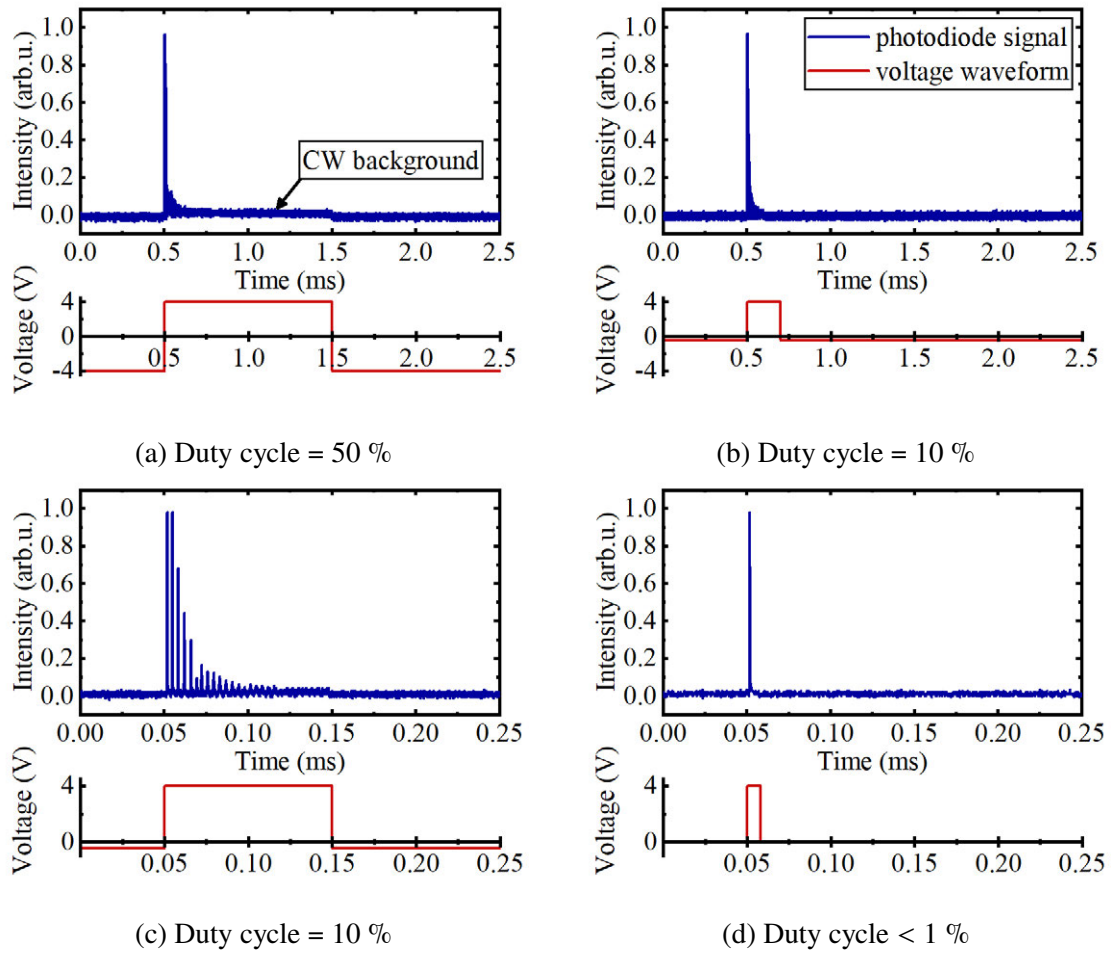 1.0
0.8
0.6
0.4
0.2
0.0
Intensity (arb.u.)
CW background
0.0 0.5 1.0 1.5 2.0 2.5
Time (ms)
Voltage (V)
4
0
-4
0.5 1.0 1.5 2.0 2.5
(a) Duty cycle = 50 %
1.0
0.8
0.6
0.4
0.2
0.0
Intensity (arb.u.)
photodiode signal
voltage waveform
0.0 0.5 1.0 1.5 2.0 2.5
Time (ms)
Voltage (V)
4
0
-4
0.5 1.0 1.5 2.0 2.5
(b) Duty cycle = 10 %
1.0
0.8
0.6
0.4
0.2
0.0
Intensity (arb.u.)
0.00 0.05 0.10 0.15 0.20 0.25
Time (ms)
Voltage (V)
4
0
0.05 0.10 0.15 0.20 0.25
(c) Duty cycle = 10 %
1.0
0.8
0.6
0.4
0.2
0.0
Intensity (arb.u.)
0.00 0.05 0.10 0.15 0.20 0.25
Time (ms)
Voltage (V)
4
0
0.05 0.10 0.15 0.20 0.25
(d) Duty cycle < 1 %